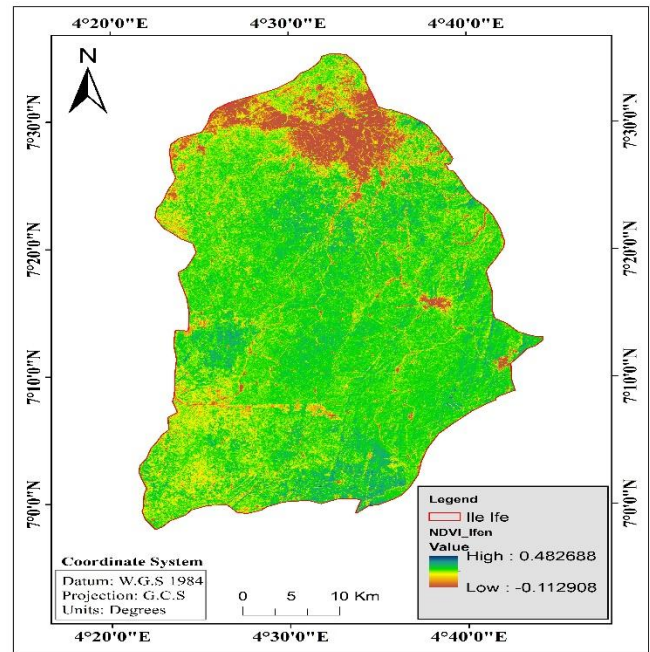 4°20'0"E 4°30'0"E 4°40'0"E
N
7°30'0"N 7°30'0"N
7°20'0"N 7°20'0"N
7°10'0"N 7°10'0"N
7°0'0"N 7°0'0"N
Legend
Ile Ife
NDVI_Ifen
Value
High : 0.482688
Low : -0.112908
Coordinate System
Datum: W.G.S 1984
Projection: G.C.S
Units: Degrees
0 5 10 Km
4°20'0"E 4°30'0"E 4°40'0"E